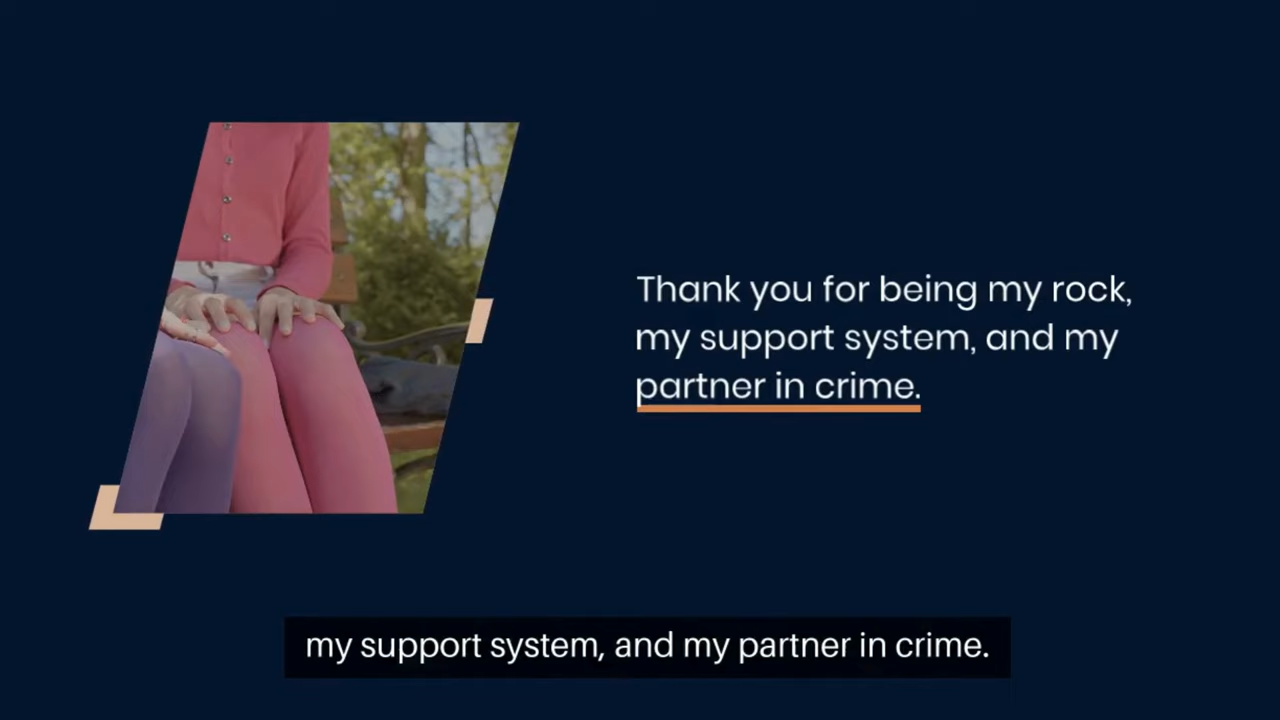 Thank you for being my rock,
my support system, and my
partner in crime.
my support system, and my partner in crime.